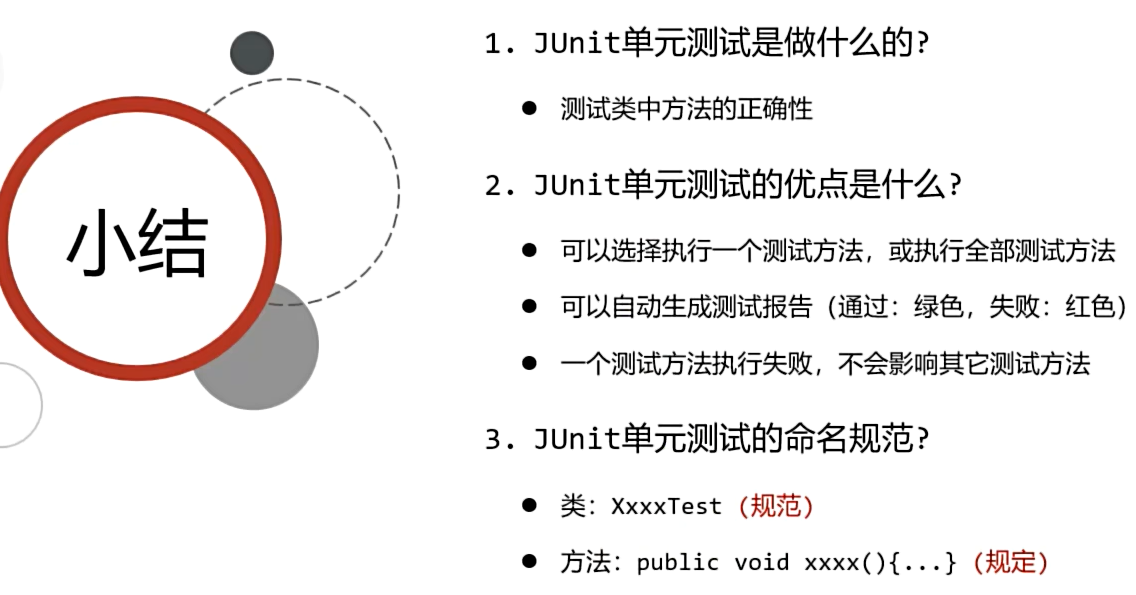 小结
1. JUnit单元测试是做什么的?
● 测试类中方法的正确性
2. JUnit单元测试的优点是什么?
● 可以选择执行一个测试方法，或执行全部测试方法
● 可以自动生成测试报告（通过：绿色，失败：红色）
● 一个测试方法执行失败，不会影响其它测试方法
3. JUnit单元测试的命名规范?
● 类：XxxxTest（规范）
● 方法：public void xxxx(){...}（规定）